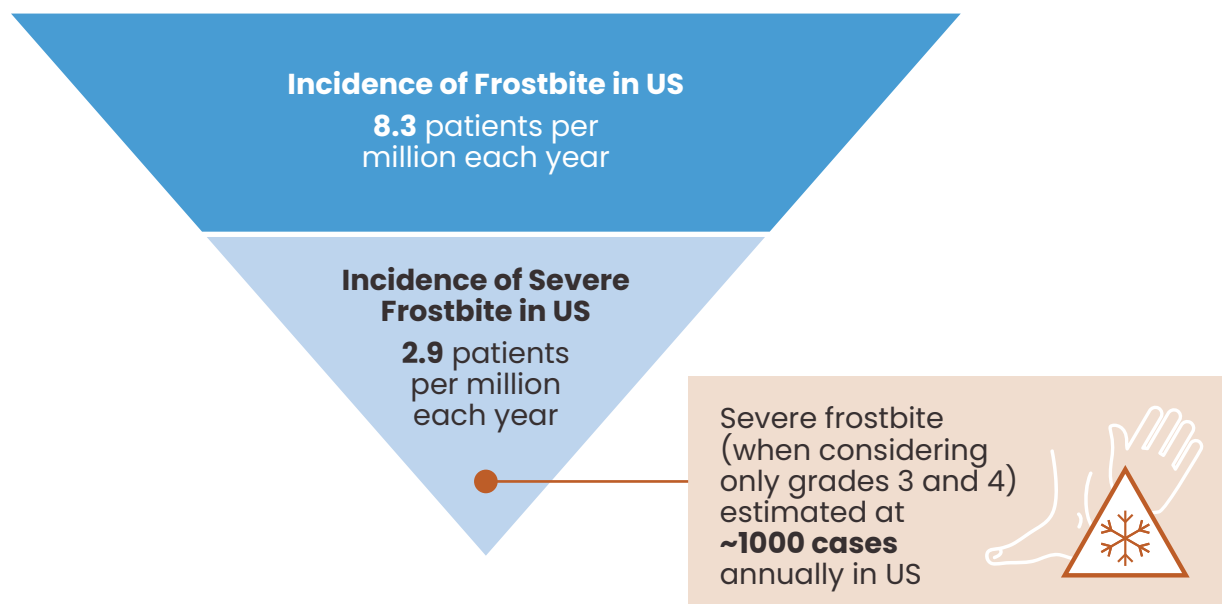 Incidence of Frostbite in US
8.3 patients per
million each year
Incidence of Severe
Frostbite in US
2.9 patients
per million
each year
Severe frostbite
(when considering
only grades 3 and 4)
estimated at
~1000 cases
annually in US